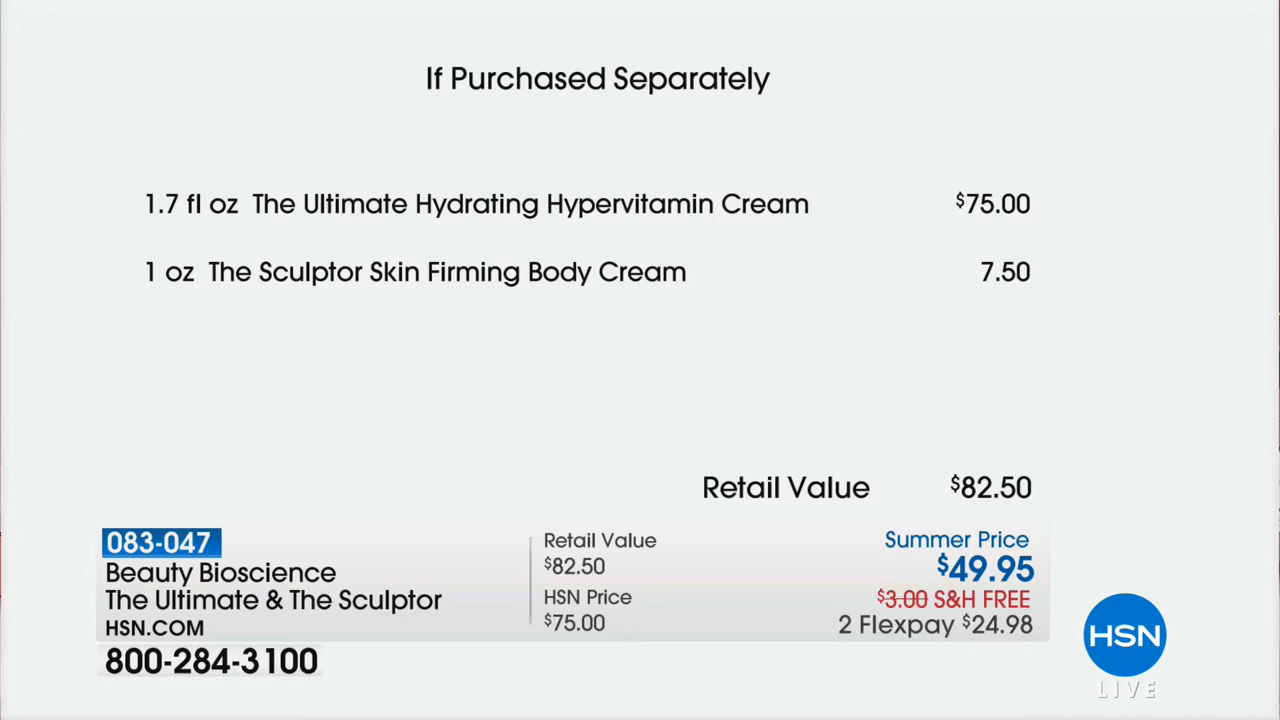 If Purchased Separately
1.7 fl oz The Ultimate Hydrating Hypervitamin Cream $75.00
1 oz The Sculptor Skin Firming Body Cream 7.50
Retail Value $82.50
083-047
Beauty Bioscience
The Ultimate & The Sculptor
HSN.COM
800-284-3100
Retail Value
$82.50
HSN Price
$75.00
Summer Price
$49.95
$3.00 S&H FREE
2 Flexpay $24.98
HSN
LIVE